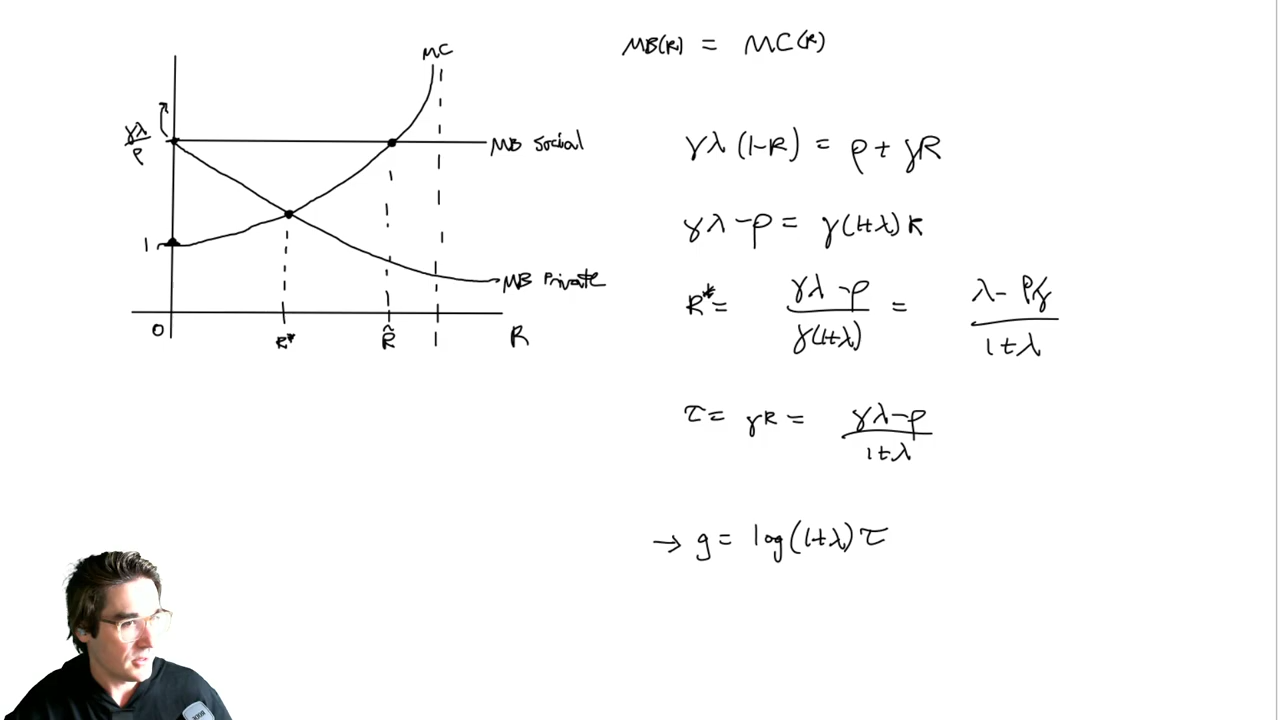 MC
γλ/ρ
MB Social
1
MB Private
0 R* R̃ 1 R
MB(R) = MC(R)
γλ(1-R) = ρ + γR
γλ - ρ = γ(1+λ)R
R* = (γλ - ρ)/(γ(1+λ)) = (λ - ρ/γ)/(1+λ)
τ = γR = (γλ - ρ)/(1+λ)
→ g = log(1+λ)τ